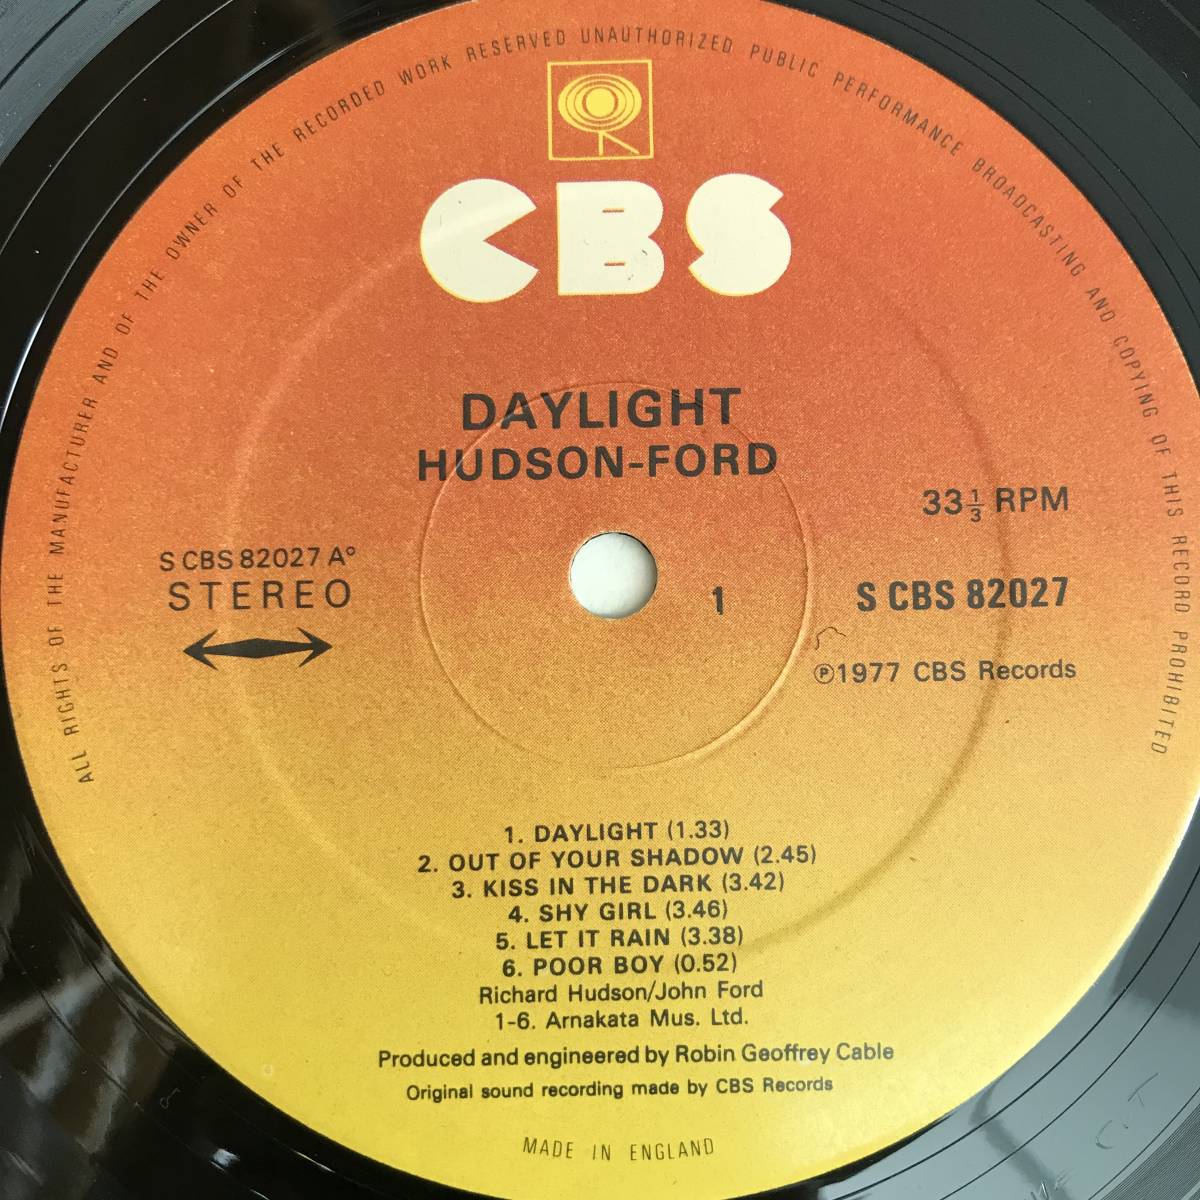 ALL RIGHTS OF THE MANUFACTURER AND OF THE OWNER OF THE RECORDED WORK RESERVED UNAUTHORIZED PUBLIC PERFORMANCE BROADCASTING AND COPYING OF THIS RECORD PROHIBITED
CBS
DAYLIGHT
HUDSON-FORD
33 1/3 RPM
S CBS 82027 A°
STEREO
1
S CBS 82027
℗1977 CBS Records
1. DAYLIGHT (1.33)
2. OUT OF YOUR SHADOW (2.45)
3. KISS IN THE DARK (3.42)
4. SHY GIRL (3.46)
5. LET IT RAIN (3.38)
6. POOR BOY (0.52)
Richard Hudson/John Ford
1-6. Arnakata Mus. Ltd.
Produced and engineered by Robin Geoffrey Cable
Original sound recording made by CBS Records
MADE IN ENGLAND